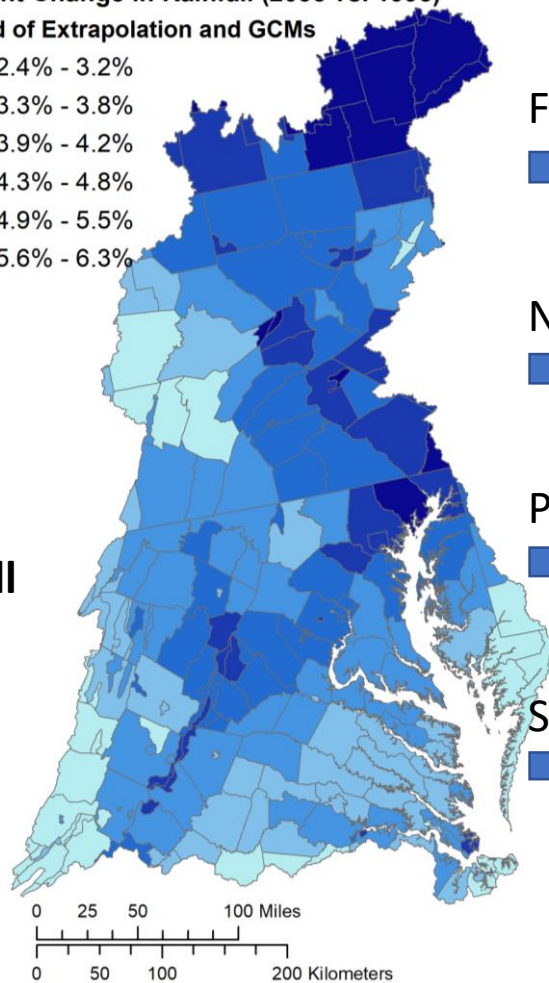 d of Extrapolation and GCMs
2.4% - 3.2%
3.3% - 3.8%
3.9% - 4.2%
4.3% - 4.8%
4.9% - 5.5%
5.6% - 6.3%
F
N
P
ll
S
0 25 50 100 Miles
0 50 100 200 Kilometers